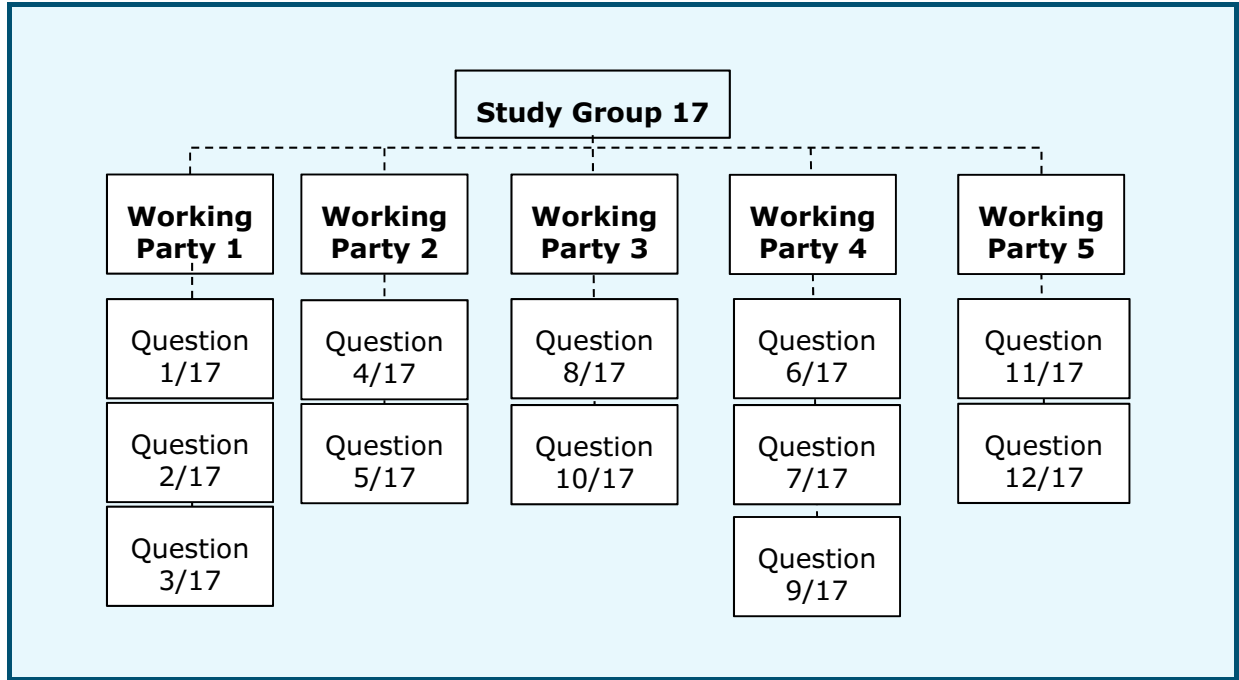 Study Group 17
Working
Party 1
Working
Party 2
Working
Party 3
Working
Party 4
Working
Party 5
Question
1/17
Question
4/17
Question
8/17
Question
6/17
Question
11/17
Question
2/17
Question
5/17
Question
10/17
Question
7/17
Question
12/17
Question
3/17
Question
9/17